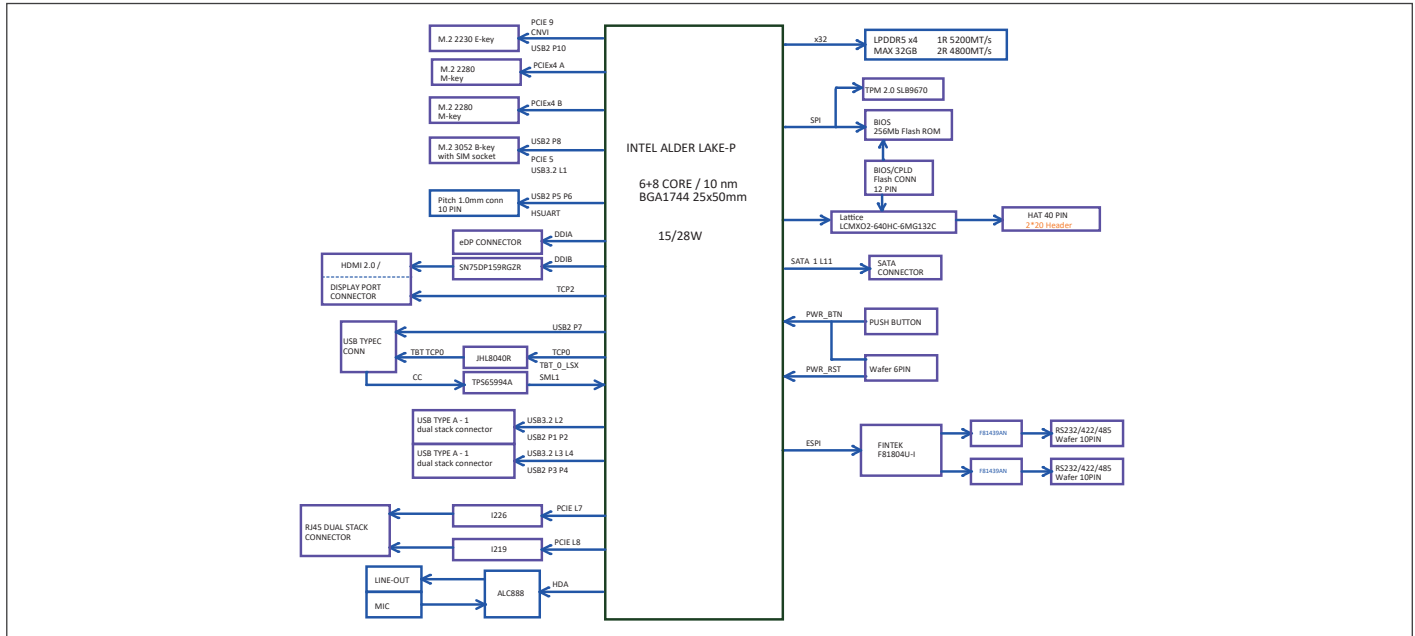 PCIE 9
CNVI
M.2 2230 E-key
USB2 P10
M.2 2280
M-key
PCIEx4 A
M.2 2280
M-key
PCIEx4 B
M.2 3052 B-key
with SIM socket
USB2 P8
PCIE 5
USB3.2 L1
Pitch 1.0mm conn
10 PIN
USB2 P5 P6
HSUART
eDP CONNECTOR
DDIA
HDMI 2.0 /
SN75DP159RGZR
DDIB
DISPLAY PORT
CONNECTOR
TCP2
USB TYPEC
CONN
USB2 P7
TBT TCP0
JHL8040R
TCP0
TBT_0_LSX
CC
TPS65994A
SML1
USB TYPE A - 1
dual stack connector
USB3.2 L2
USB2 P1 P2
USB TYPE A - 1
dual stack connector
USB3.2 L3 L4
USB2 P3 P4
RJ45 DUAL STACK
CONNECTOR
I226
PCIE L7
I219
PCIE L8
LINE-OUT
MIC
ALC888
HDA
INTEL ALDER LAKE-P
6+8 CORE / 10 nm
BGA1744 25x50mm
15/28W
x32
LPDDR5 x4 1R 5200MT/s
MAX 32GB 2R 4800MT/s
TPM 2.0 SLB9670
SPI
BIOS
256Mb Flash ROM
BIOS/CPLD
Flash CONN
12 PIN
Lattice
LCMXO2-640HC-6MG132C
HAT 40 PIN
2*20 Header
SATA 1 L11
SATA
CONNECTOR
PWR_BTN
PUSH BUTTON
PWR_RST
Wafer 6PIN
ESPI
FINTEK
F81804U-I
F81439AN
RS232/422/485
Wafer 10PIN
F81439AN
RS232/422/485
Wafer 10PIN